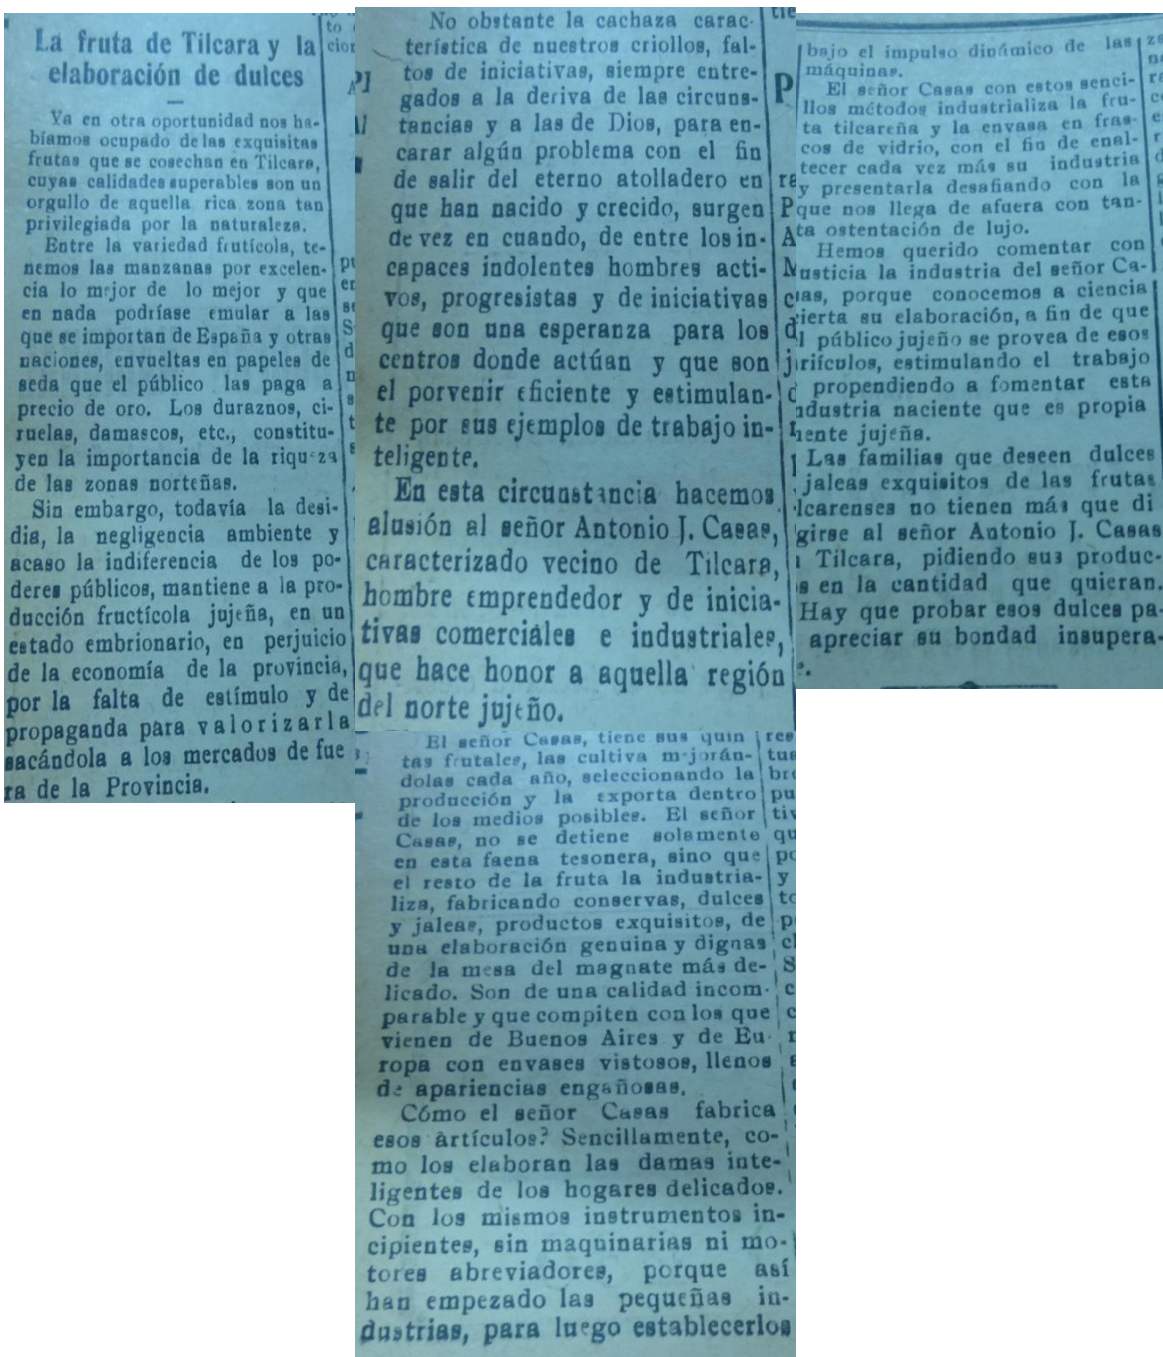 La fruta de Tilcara y la
elaboración de dulces
Ya en otra oportunidad nos ha-
bíamos ocupado de las exquisitas
frutas que se cosechan en Tilcara,
cuyas calidades superables son un
orgullo de aquella rica zona tan
privilegiada por la naturaleza.
Entre la variedad frutícola, te-
nemos las manzanas por excelen-
cia lo mejor de lo mejor y que
en nada podríase emular a las
que se importan de España y otras
naciones, envueltas en papeles de
seda que el público las paga a
precio de oro. Los duraznos, ci-
ruelas, damascos, etc., constitu-
yen la importancia de la riqueza
de las zonas norteñas.
Sin embargo, todavía la desi-
dia, la negligencia ambiente y
acaso la indiferencia de los po-
deres públicos, mantiene a la pro-
ducción fructícola jujeña, en un
estado embrionario, en perjuicio
de la economía de la provincia,
por la falta de estímulo y de
propaganda para valorizarla
sacándola a los mercados de fue
ra de la Provincia.
No obstante la cachaza carac-
terística de nuestros criollos, fal-
tos de iniciativas, siempre entre-
gados a la deriva de las circuns-
tancias y a las de Dios, para en-
carar algún problema con el fin
de salir del eterno atolladero en
que han nacido y crecido, surgen
de vez en cuando, de entre los in-
capaces indolentes hombres acti-
vos, progresistas y de iniciativas
que son una esperanza para los
centros donde actúan y que son
el porvenir eficiente y estimulan-
te por sus ejemplos de trabajo in-
teligente.
En esta circunstancia hacemos
alusión al señor Antonio J. Casas,
caracterizado vecino de Tilcara,
hombre emprendedor y de inicia-
tivas comerciales e industriales,
que hace honor a aquella región
del norte jujeño.
El señor Casas, tiene sus quin
tas frutales, las cultiva mejorán-
dolas cada año, seleccionando la
producción y la exporta dentro
de los medios posibles. El señor
Casas, no se detiene solamente
en esta faena tesonera, sino que
el resto de la fruta la industria-
liza, fabricando conservas, dulces
y jaleas, productos exquisitos, de
una elaboración genuina y dignas
de la mesa del magnate más de-
licado. Son de una calidad incom-
parable y que compiten con los que
vienen de Buenos Aires y de Eu-
ropa con envases vistosos, llenos
de apariencias engañosas.
Cómo el señor Casas fabrica
esos artículos? Sencillamente, co-
mo los elaboran las damas inte-
ligentes de los hogares delicados.
Con los mismos instrumentos in-
cipientes, sin maquinarias ni mo-
tores abreviadores, porque así
han empezado las pequeñas in-
dustrias, para luego establecerlos
bajo el impulso dinámico de las
máquinas.
El señor Casas con estos senci-
llos métodos industrializa la fru-
ta tilcareña y la envasa en fras-
cos de vidrio, con el fin de enal-
tecer cada vez más su industria
y presentarla desafiando con la
que nos llega de afuera con tan-
ta ostentación de lujo.
Hemos querido comentar con
usticia la industria del señor Ca-
as, porque conocemos a ciencia
ierta su elaboración, a fin de que
l público jujeño se provea de esos
riículos, estimulando el trabajo
propendiendo a fomentar esta
ndustria naciente que es propia
ente jujeña.
Las familias que deseen dulces
jaleas exquisitos de las frutas
lcarenses no tienen más que di
girse al señor Antonio J. Casas
Tilcara, pidiendo sus produc-
s en la cantidad que quieran.
Hay que probar esos dulces pa-
apreciar su bondad insupera-